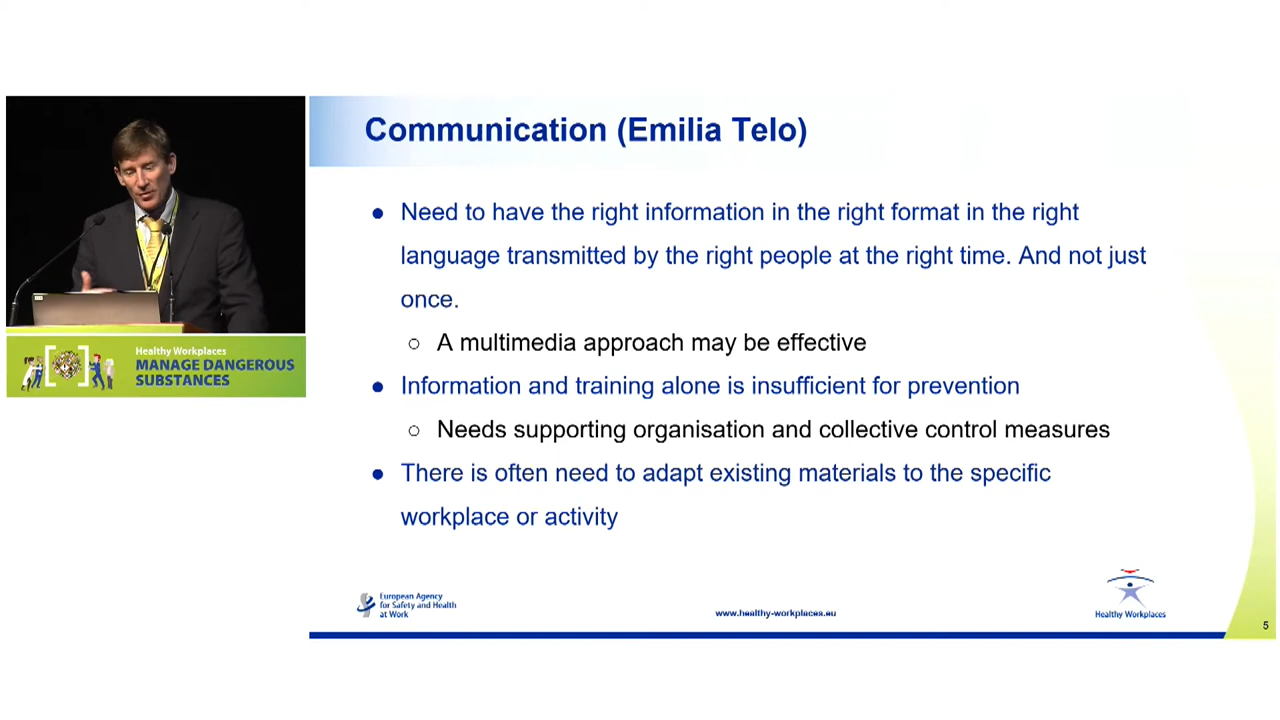 Communication (Emilia Telo)
● Need to have the right information in the right format in the right
language transmitted by the right people at the right time. And not just
once.
○ A multimedia approach may be effective
● Information and training alone is insufficient for prevention
○ Needs supporting organisation and collective control measures
● There is often need to adapt existing materials to the specific
workplace or activity
Healthy Workplaces
MANAGE DANGEROUS
SUBSTANCES
European Agency
for Safety and Health
at Work
www.healthy-workplaces.eu
Healthy Workplaces
5